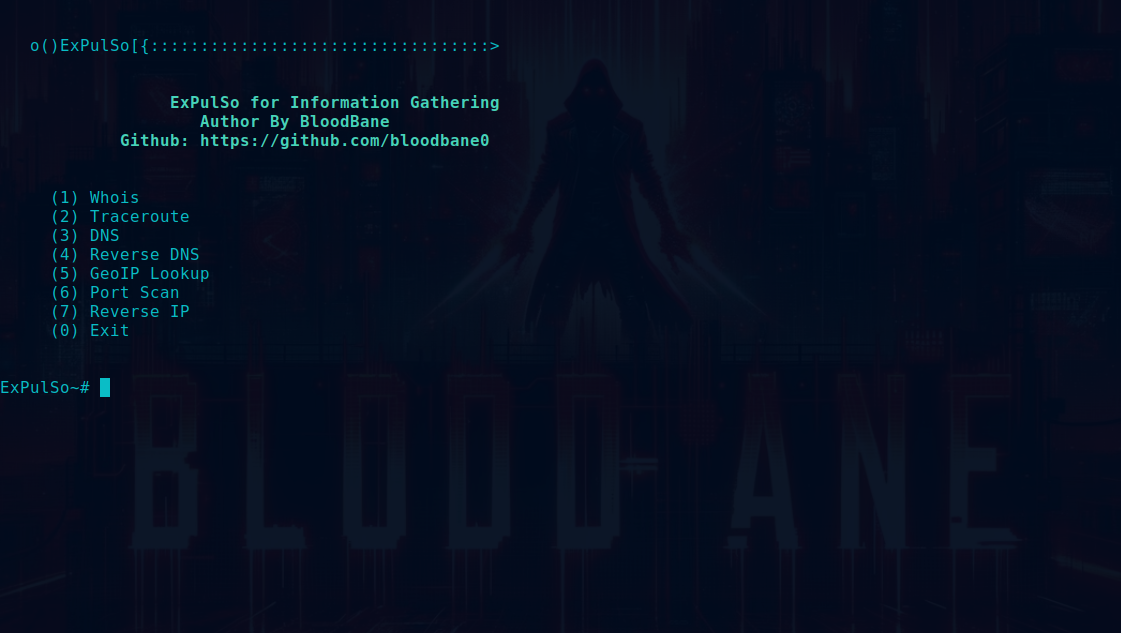 o()ExPulSo[{::::::::::::::::::::::::::::::::::>
ExPulSo for Information Gathering
Author By BloodBane
Github: https://github.com/bloodbane0
(1) Whois
(2) Traceroute
(3) DNS
(4) Reverse DNS
(5) GeoIP Lookup
(6) Port Scan
(7) Reverse IP
(0) Exit
ExPulSo~#
BLOOD ANE